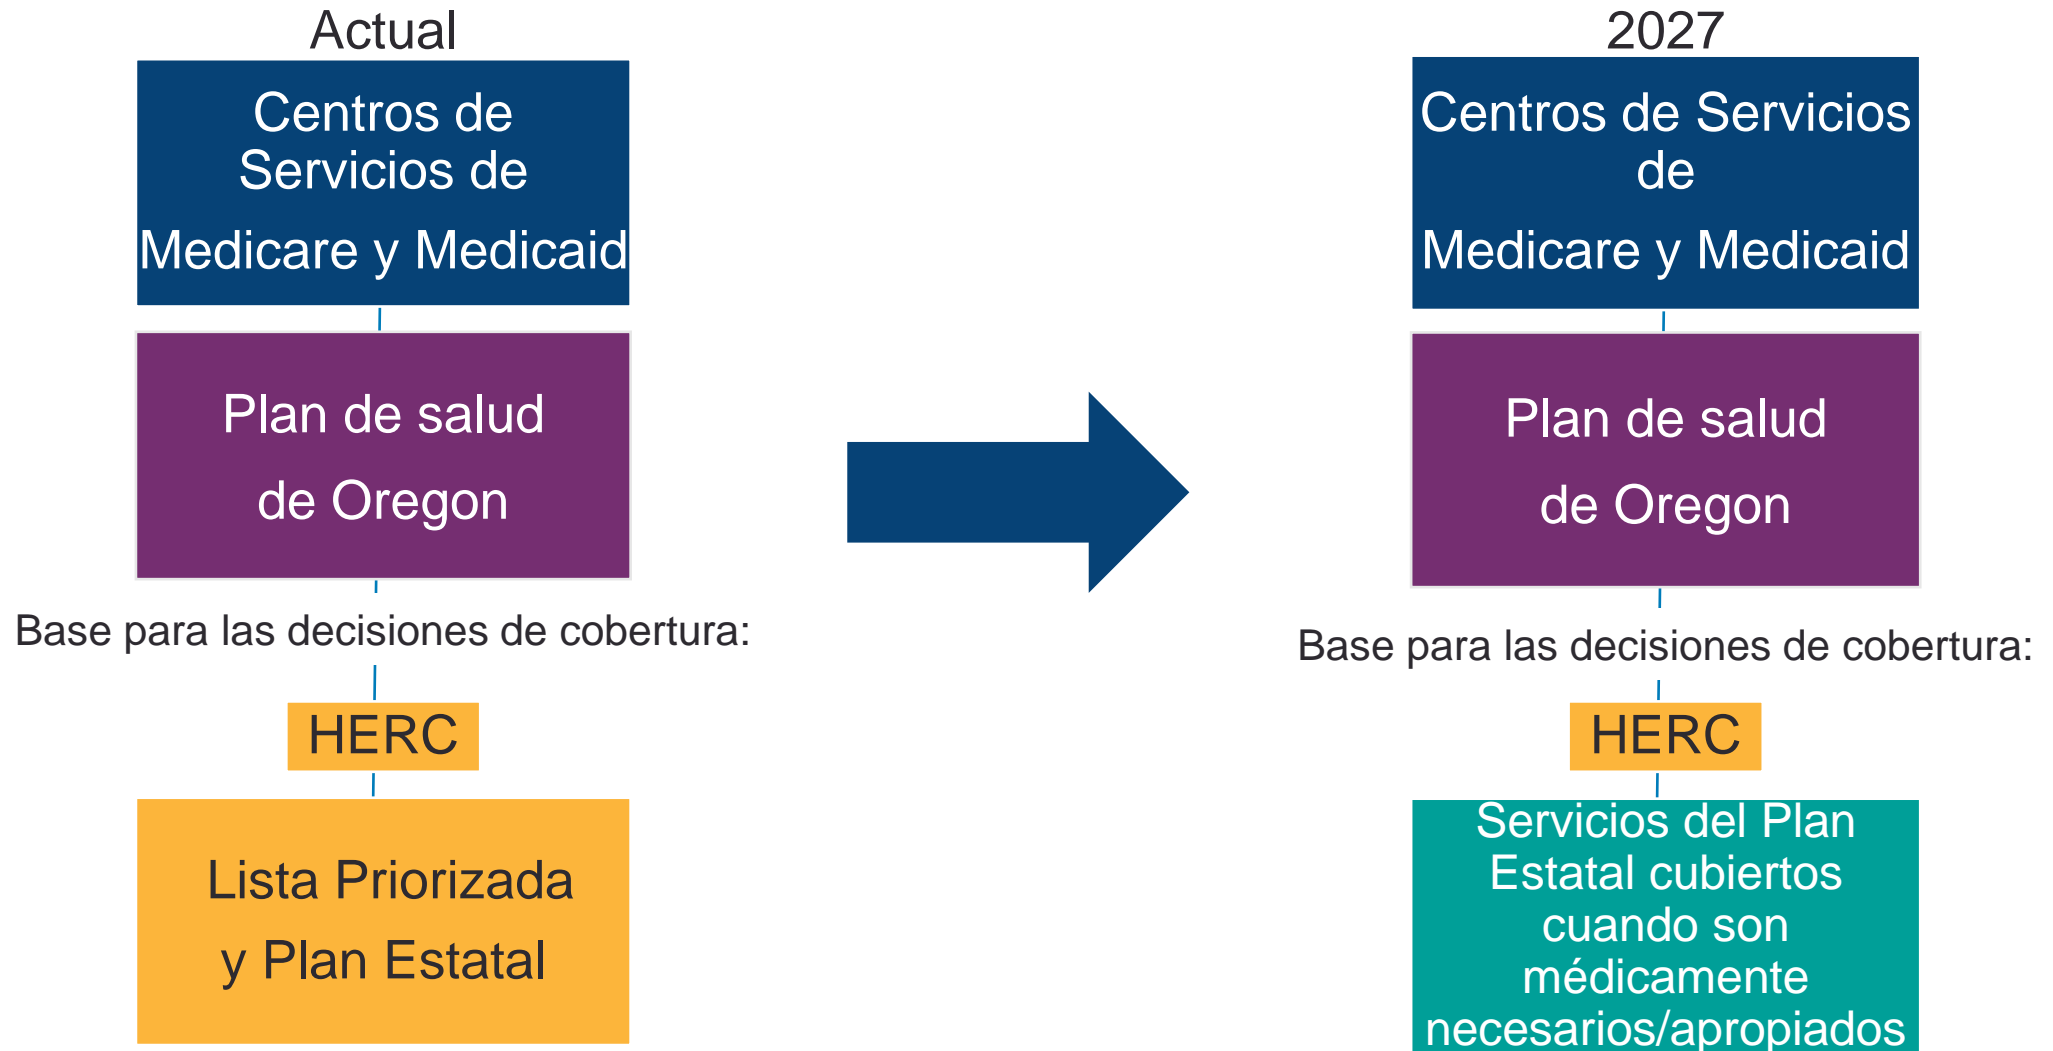 Actual
Centros de
Servicios de
Medicare y Medicaid
Plan de salud
de Oregon
Base para las decisiones de cobertura:
HERC
Lista Priorizada
y Plan Estatal
2027
Centros de Servicios
de
Medicare y Medicaid
Plan de salud
de Oregon
Base para las decisiones de cobertura:
HERC
Servicios del Plan
Estatal cubiertos
cuando son
médicamente
necesarios/apropiados